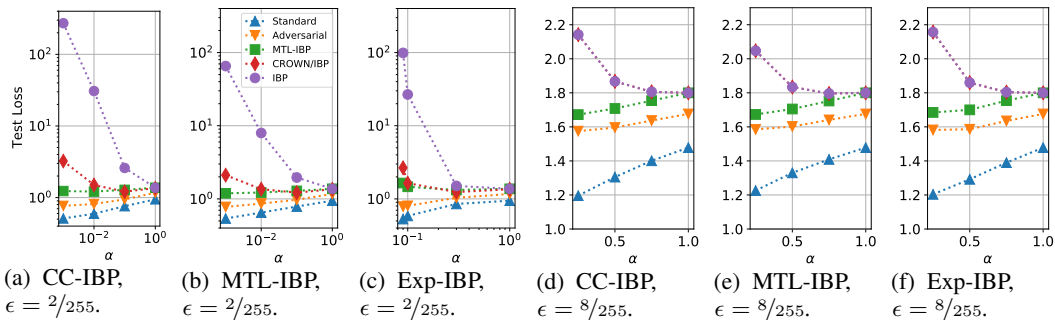 Test Loss
10²
10¹
10⁰
10⁻²
10⁰
α
10²
10¹
10⁰
Standard
Adversarial
MTL-IBP
CROWN/IBP
IBP
10⁻²
10⁰
α
10²
10¹
10⁰
10⁻¹
10⁰
α
2.2
2.0
1.8
1.6
1.4
1.2
1.0
0.5
1.0
α
2.2
2.0
1.8
1.6
1.4
1.2
1.0
0.5
1.0
α
2.2
2.0
1.8
1.6
1.4
1.2
1.0
0.5
1.0
α
(a) CC-IBP,
ϵ = 2/255.
(b) MTL-IBP,
ϵ = 2/255.
(c) Exp-IBP,
ϵ = 2/255.
(d) CC-IBP,
ϵ = 8/255.
(e) MTL-IBP,
ϵ = 8/255.
(f) Exp-IBP,
ϵ = 8/255.